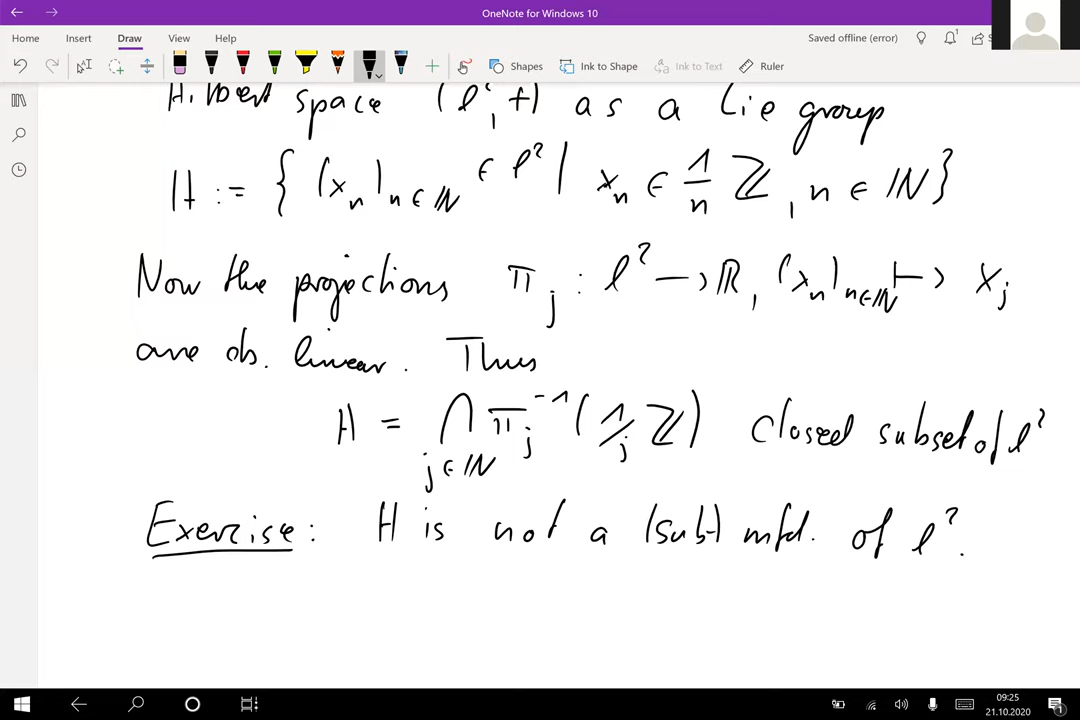 OneNote for Windows 10
Home Insert Draw View Help Saved offline (error)
Shapes Ink to Shape Ink to Text Ruler
Hilbert space (ℓ², +) as a Lie group
H := { (xₙ)ₙ∈ℕ ∈ ℓ² | xₙ ∈ 1/n ℤ, n ∈ ℕ }
Now the projections πⱼ : ℓ² → ℝ, (xₙ)ₙ∈ℕ ↦ xⱼ
are cts. linear. Thus
H = ⋂_{j∈ℕ} πⱼ⁻¹(1/j ℤ) closed subset of ℓ²
Exercise: H is not a (sub) mfd. of ℓ².
09:25
21.10.2020